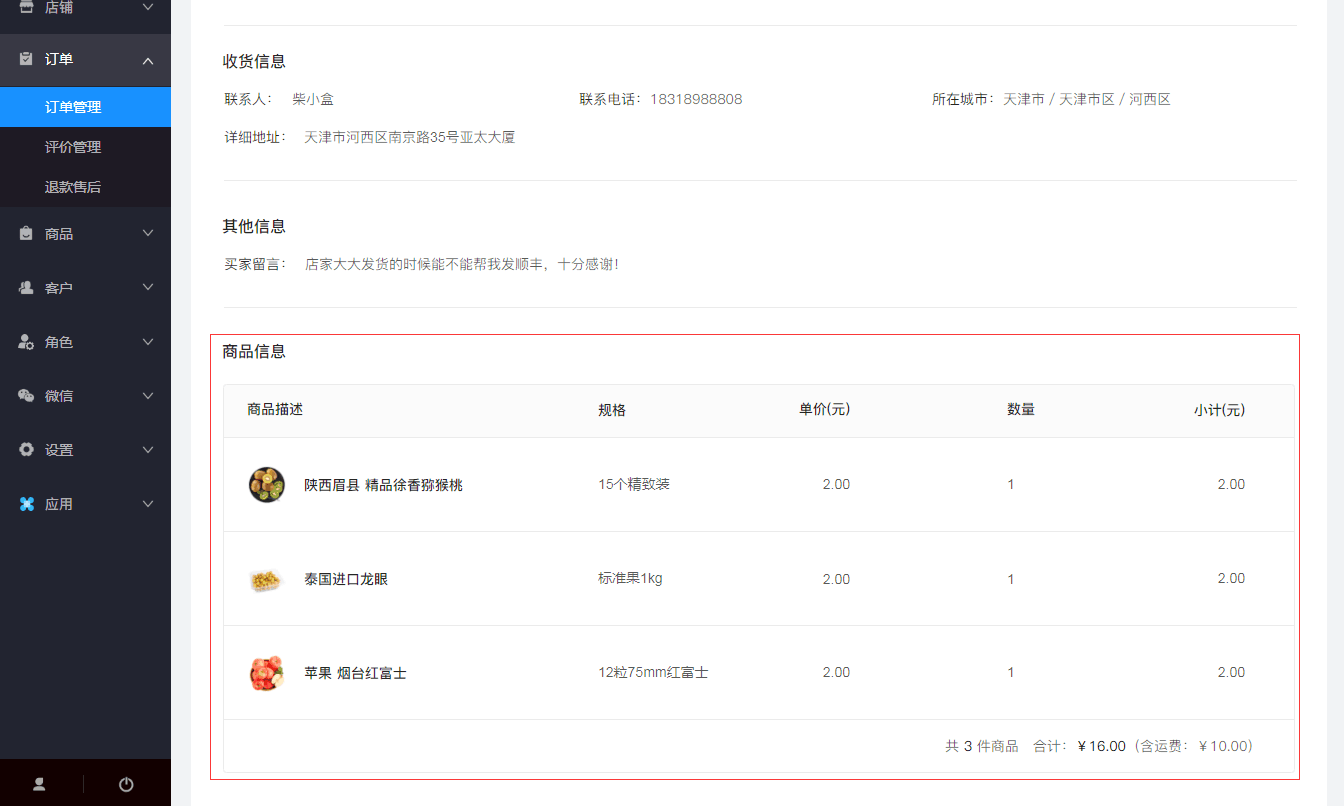 店铺
订单
订单管理
评价管理
退款售后
商品
客户
角色
微信
设置
应用
收货信息
联系人： 柴小盒 联系电话： 18318988808 所在城市： 天津市 / 天津市区 / 河西区
详细地址： 天津市河西区南京路35号亚太大厦
其他信息
买家留言： 店家大大发货的时候能不能帮我发顺丰，十分感谢！
商品信息
商品描述 规格 单价(元) 数量 小计(元)
陕西眉县 精品徐香猕猴桃 15个精致装 2.00 1 2.00
泰国进口龙眼 标准果1kg 2.00 1 2.00
苹果 烟台红富士 12粒75mm红富士 2.00 1 2.00
共 3 件商品 合计： ￥16.00（含运费： ￥10.00）